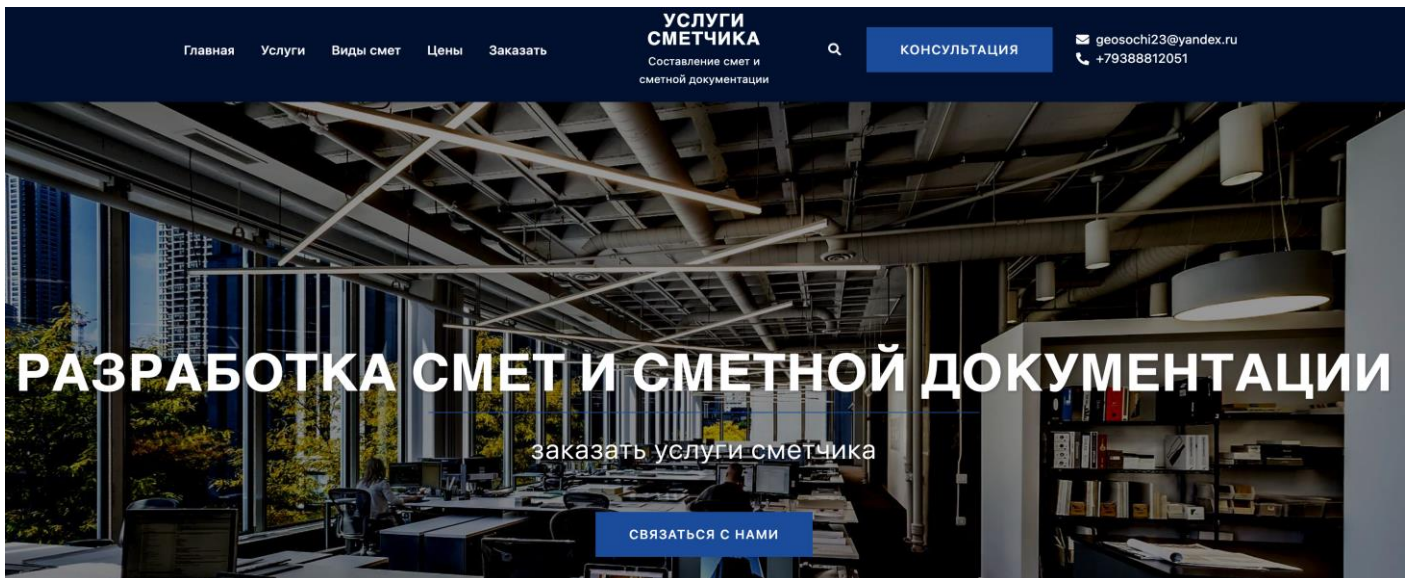 Главная
Услуги
Виды смет
Цены
Заказать
УСЛУГИ
СМЕТЧИКА
Составление смет и
сметной документации
КОНСУЛЬТАЦИЯ
geosochi23@yandex.ru
+79388812051
РАЗРАБОТКА СМЕТ И СМЕТНОЙ ДОКУМЕНТАЦИИ
заказать услуги сметчика
СВЯЗАТЬСЯ С НАМИ